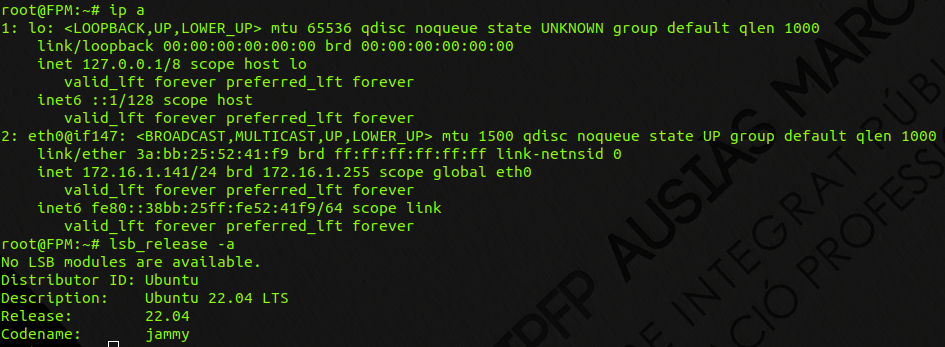 root@FPM:~# ip a
1: lo: <LOOPBACK,UP,LOWER_UP> mtu 65536 qdisc noqueue state UNKNOWN group default qlen 1000
    link/loopback 00:00:00:00:00:00 brd 00:00:00:00:00:00
    inet 127.0.0.1/8 scope host lo
       valid_lft forever preferred_lft forever
    inet6 ::1/128 scope host
       valid_lft forever preferred_lft forever
2: eth0@if147: <BROADCAST,MULTICAST,UP,LOWER_UP> mtu 1500 qdisc noqueue state UP group default qlen 1000
    link/ether 3a:bb:25:52:41:f9 brd ff:ff:ff:ff:ff:ff link-netnsid 0
    inet 172.16.1.141/24 brd 172.16.1.255 scope global eth0
       valid_lft forever preferred_lft forever
    inet6 fe80::38bb:25ff:fe52:41f9/64 scope link
       valid_lft forever preferred_lft forever
root@FPM:~# lsb_release -a
No LSB modules are available.
Distributor ID: Ubuntu
Description:    Ubuntu 22.04 LTS
Release:        22.04
Codename:       jammy
AUSIAS MARC
INTEGRAT PÚBL
PROFESS